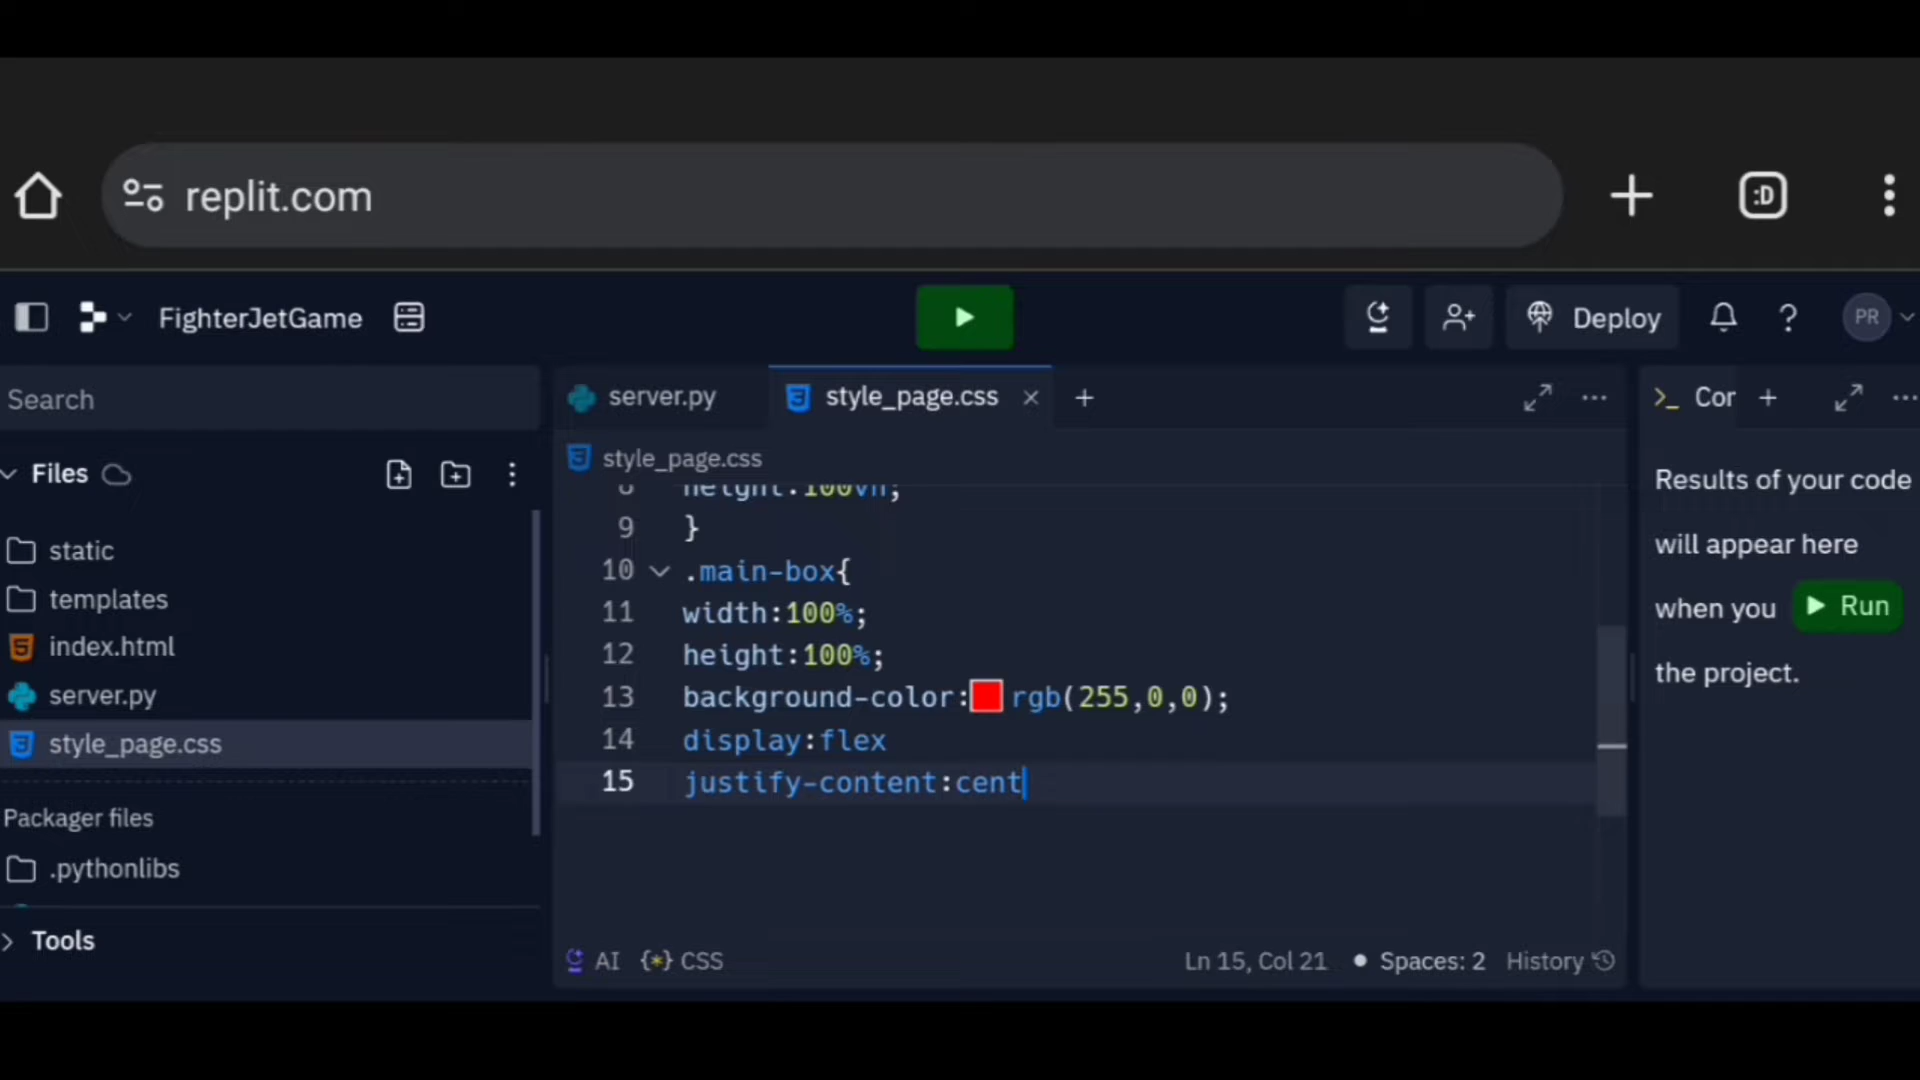 replit.com
:D
FighterJetGame
Deploy
?
PR
Search
server.py
style_page.css
Cor
Files
style_page.css
static
templates
index.html
server.py
style_page.css
Packager files
.pythonlibs
Tools
8 height:100vh;
9 }
10 .main-box{
11 width:100%;
12 height:100%;
13 background-color:rgb(255,0,0);
14 display:flex
15 justify-content:cent
Results of your code
will appear here
when you Run
the project.
AI {*} CSS
Ln 15, Col 21 • Spaces: 2 History